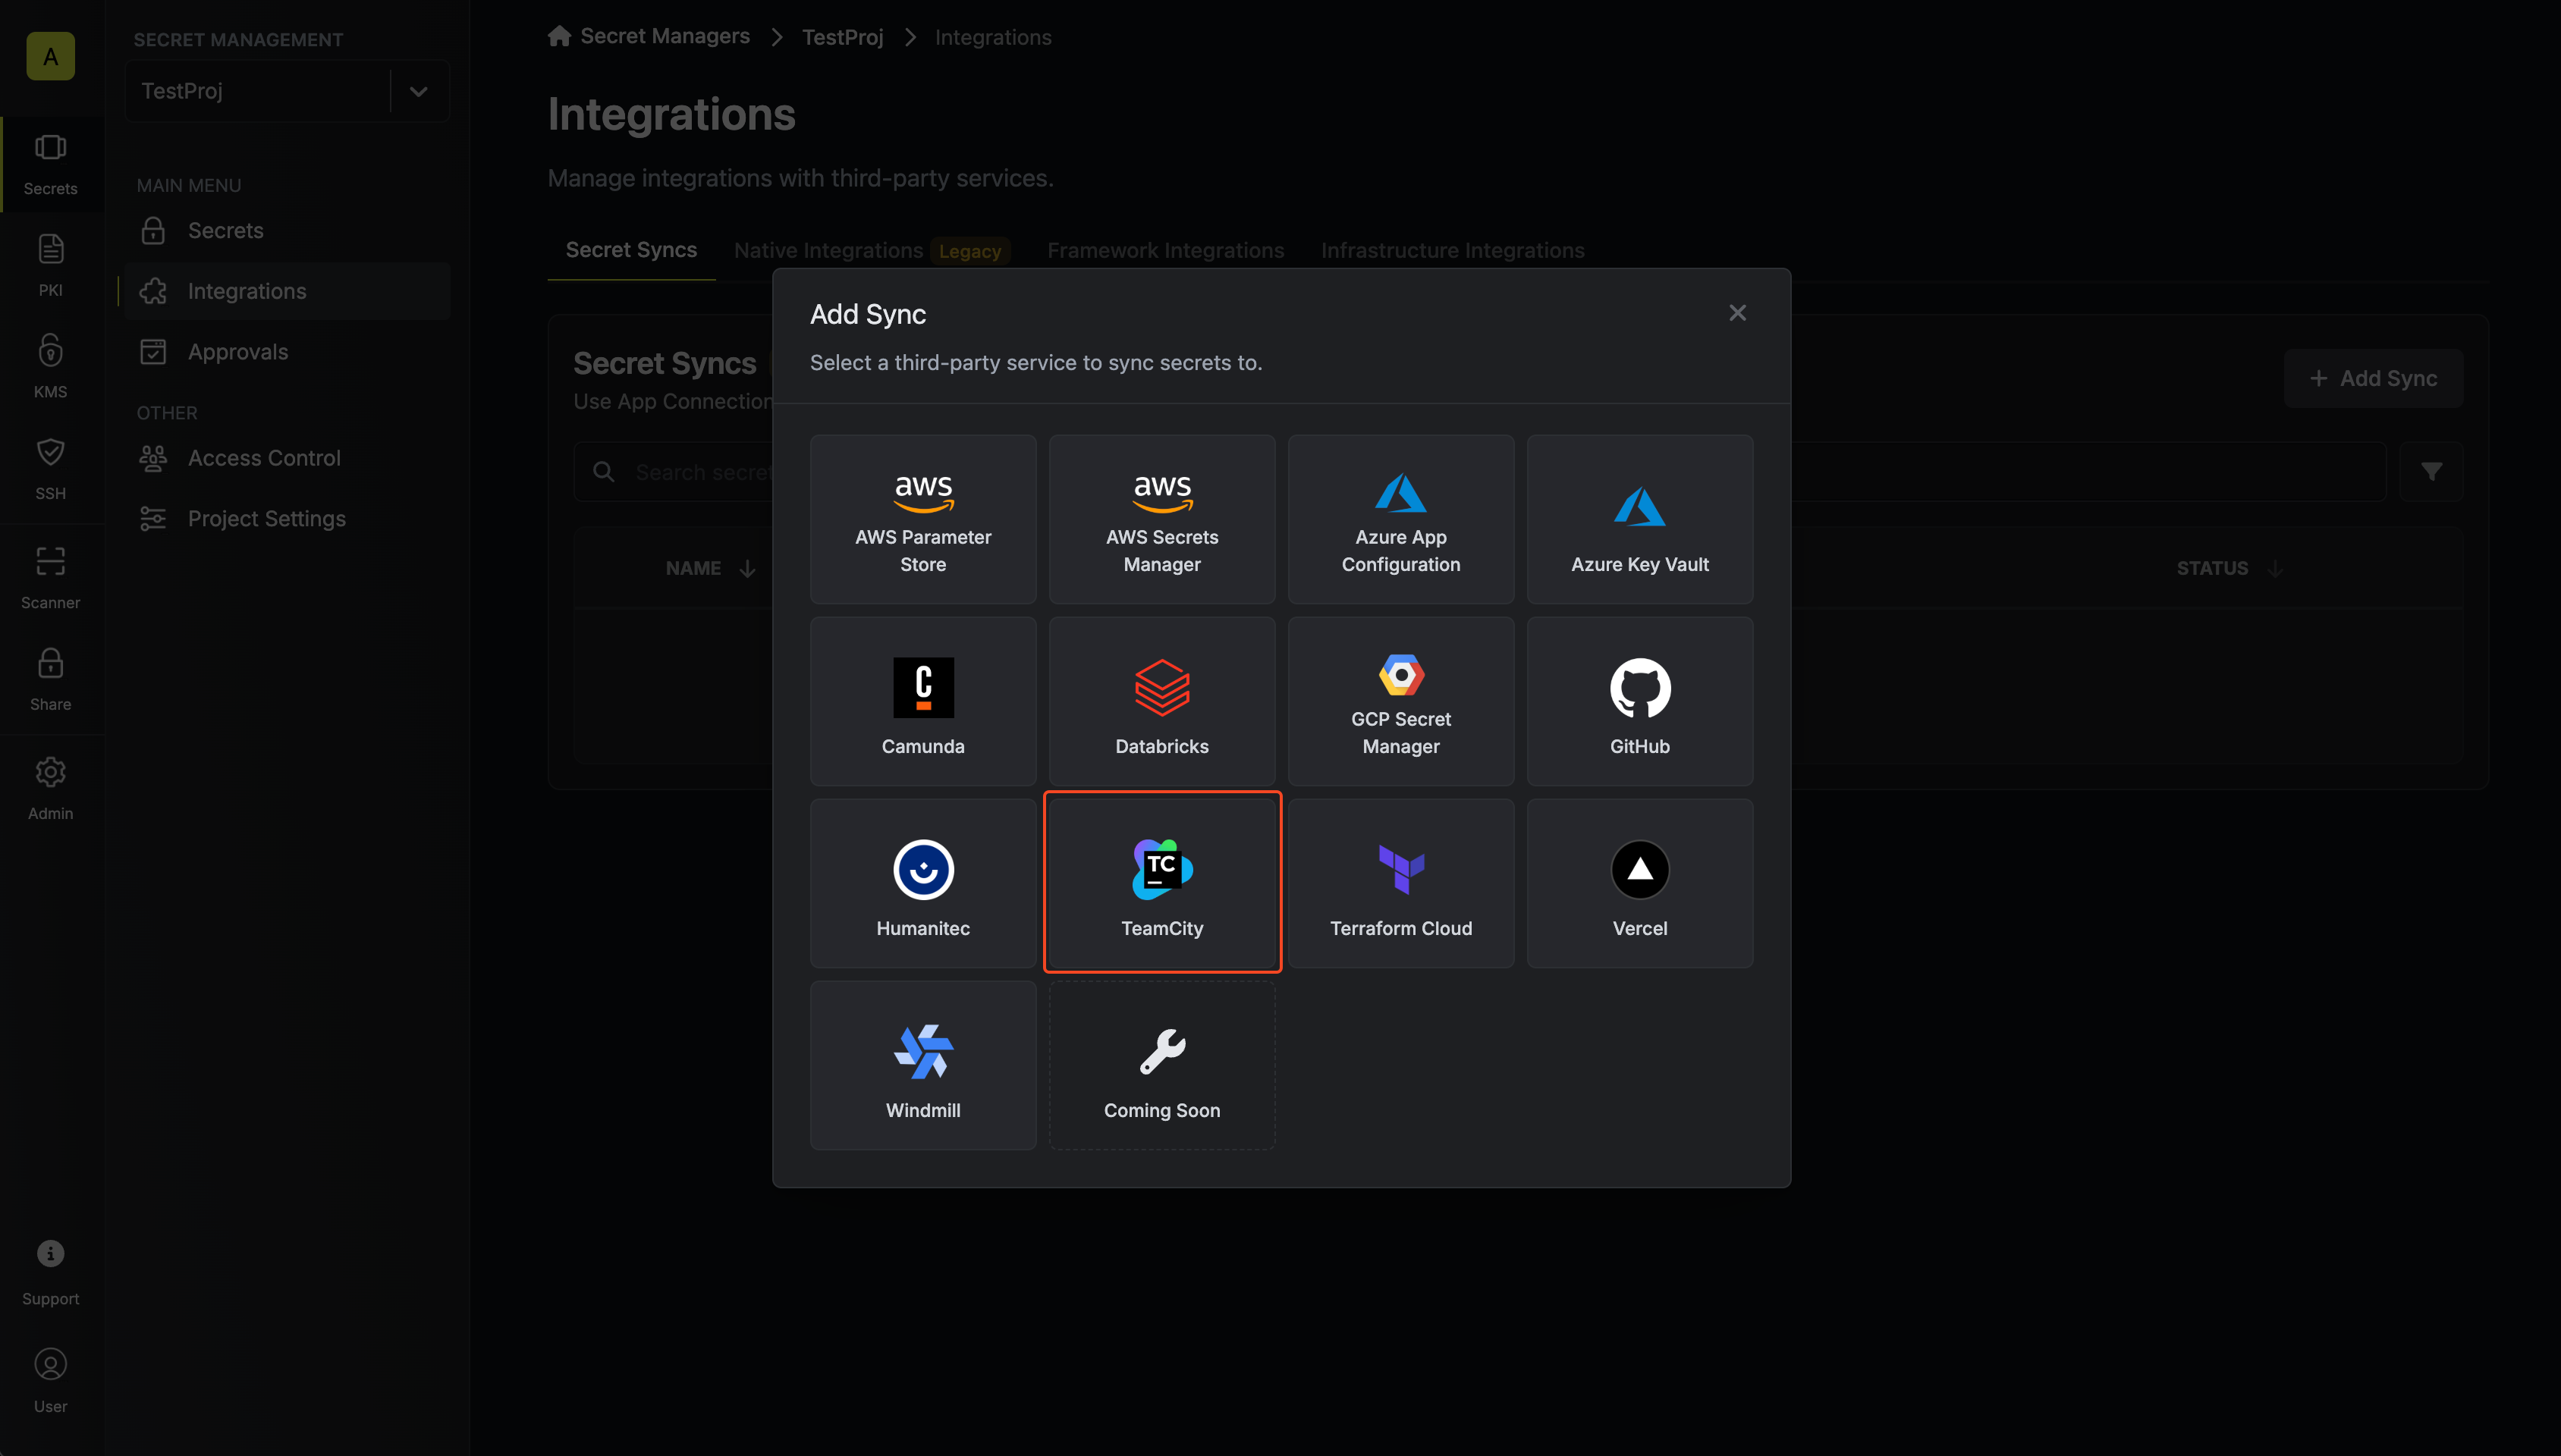 A
Secrets
PKI
KMS
SSH
Scanner
Share
Admin
Support
User
SECRET MANAGEMENT
TestProj
MAIN MENU
Secrets
Integrations
Approvals
OTHER
Access Control
Project Settings
Secret Managers
TestProj
Integrations
Integrations
Manage integrations with third-party services.
Secret Syncs
Native Integrations
Legacy
Framework Integrations
Infrastructure Integrations
Secret Syncs
Use App Connection
Add Sync
Search secret
NAME
STATUS
Add Sync
Select a third-party service to sync secrets to.
aws
AWS Parameter
Store
aws
AWS Secrets
Manager
Azure App
Configuration
Azure Key Vault
C
Camunda
Databricks
GCP Secret
Manager
GitHub
Humanitec
TC
TeamCity
Terraform Cloud
Vercel
Windmill
Coming Soon